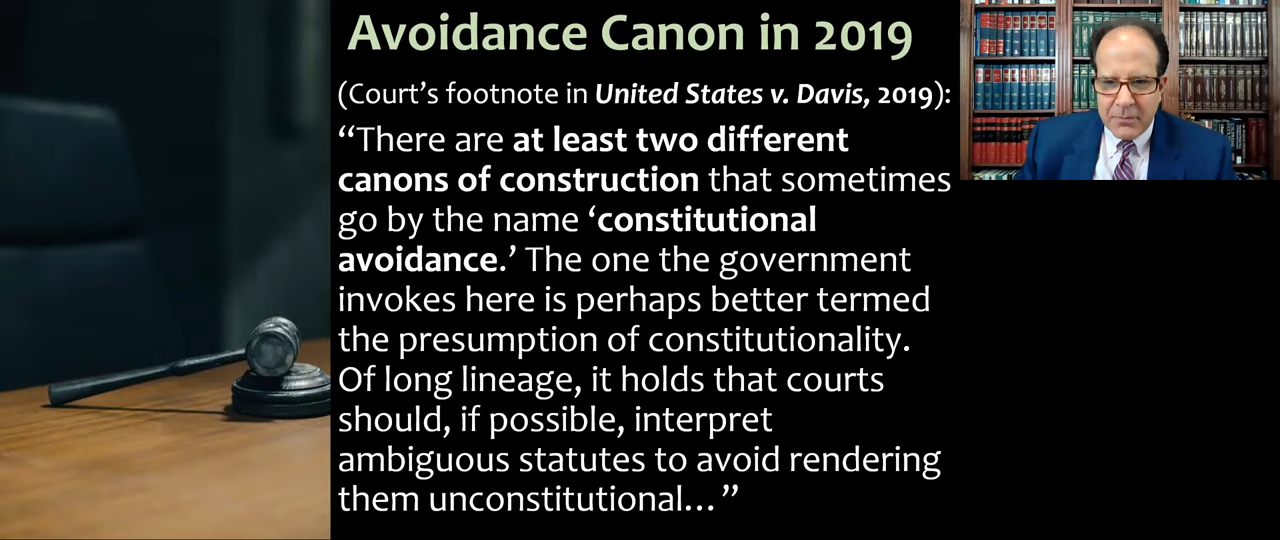 Avoidance Canon in 2019
(Court’s footnote in United States v. Davis, 2019):
“There are at least two different
canons of construction that sometimes
go by the name ‘constitutional
avoidance.’ The one the government
invokes here is perhaps better termed
the presumption of constitutionality.
Of long lineage, it holds that courts
should, if possible, interpret
ambiguous statutes to avoid rendering
them unconstitutional…”